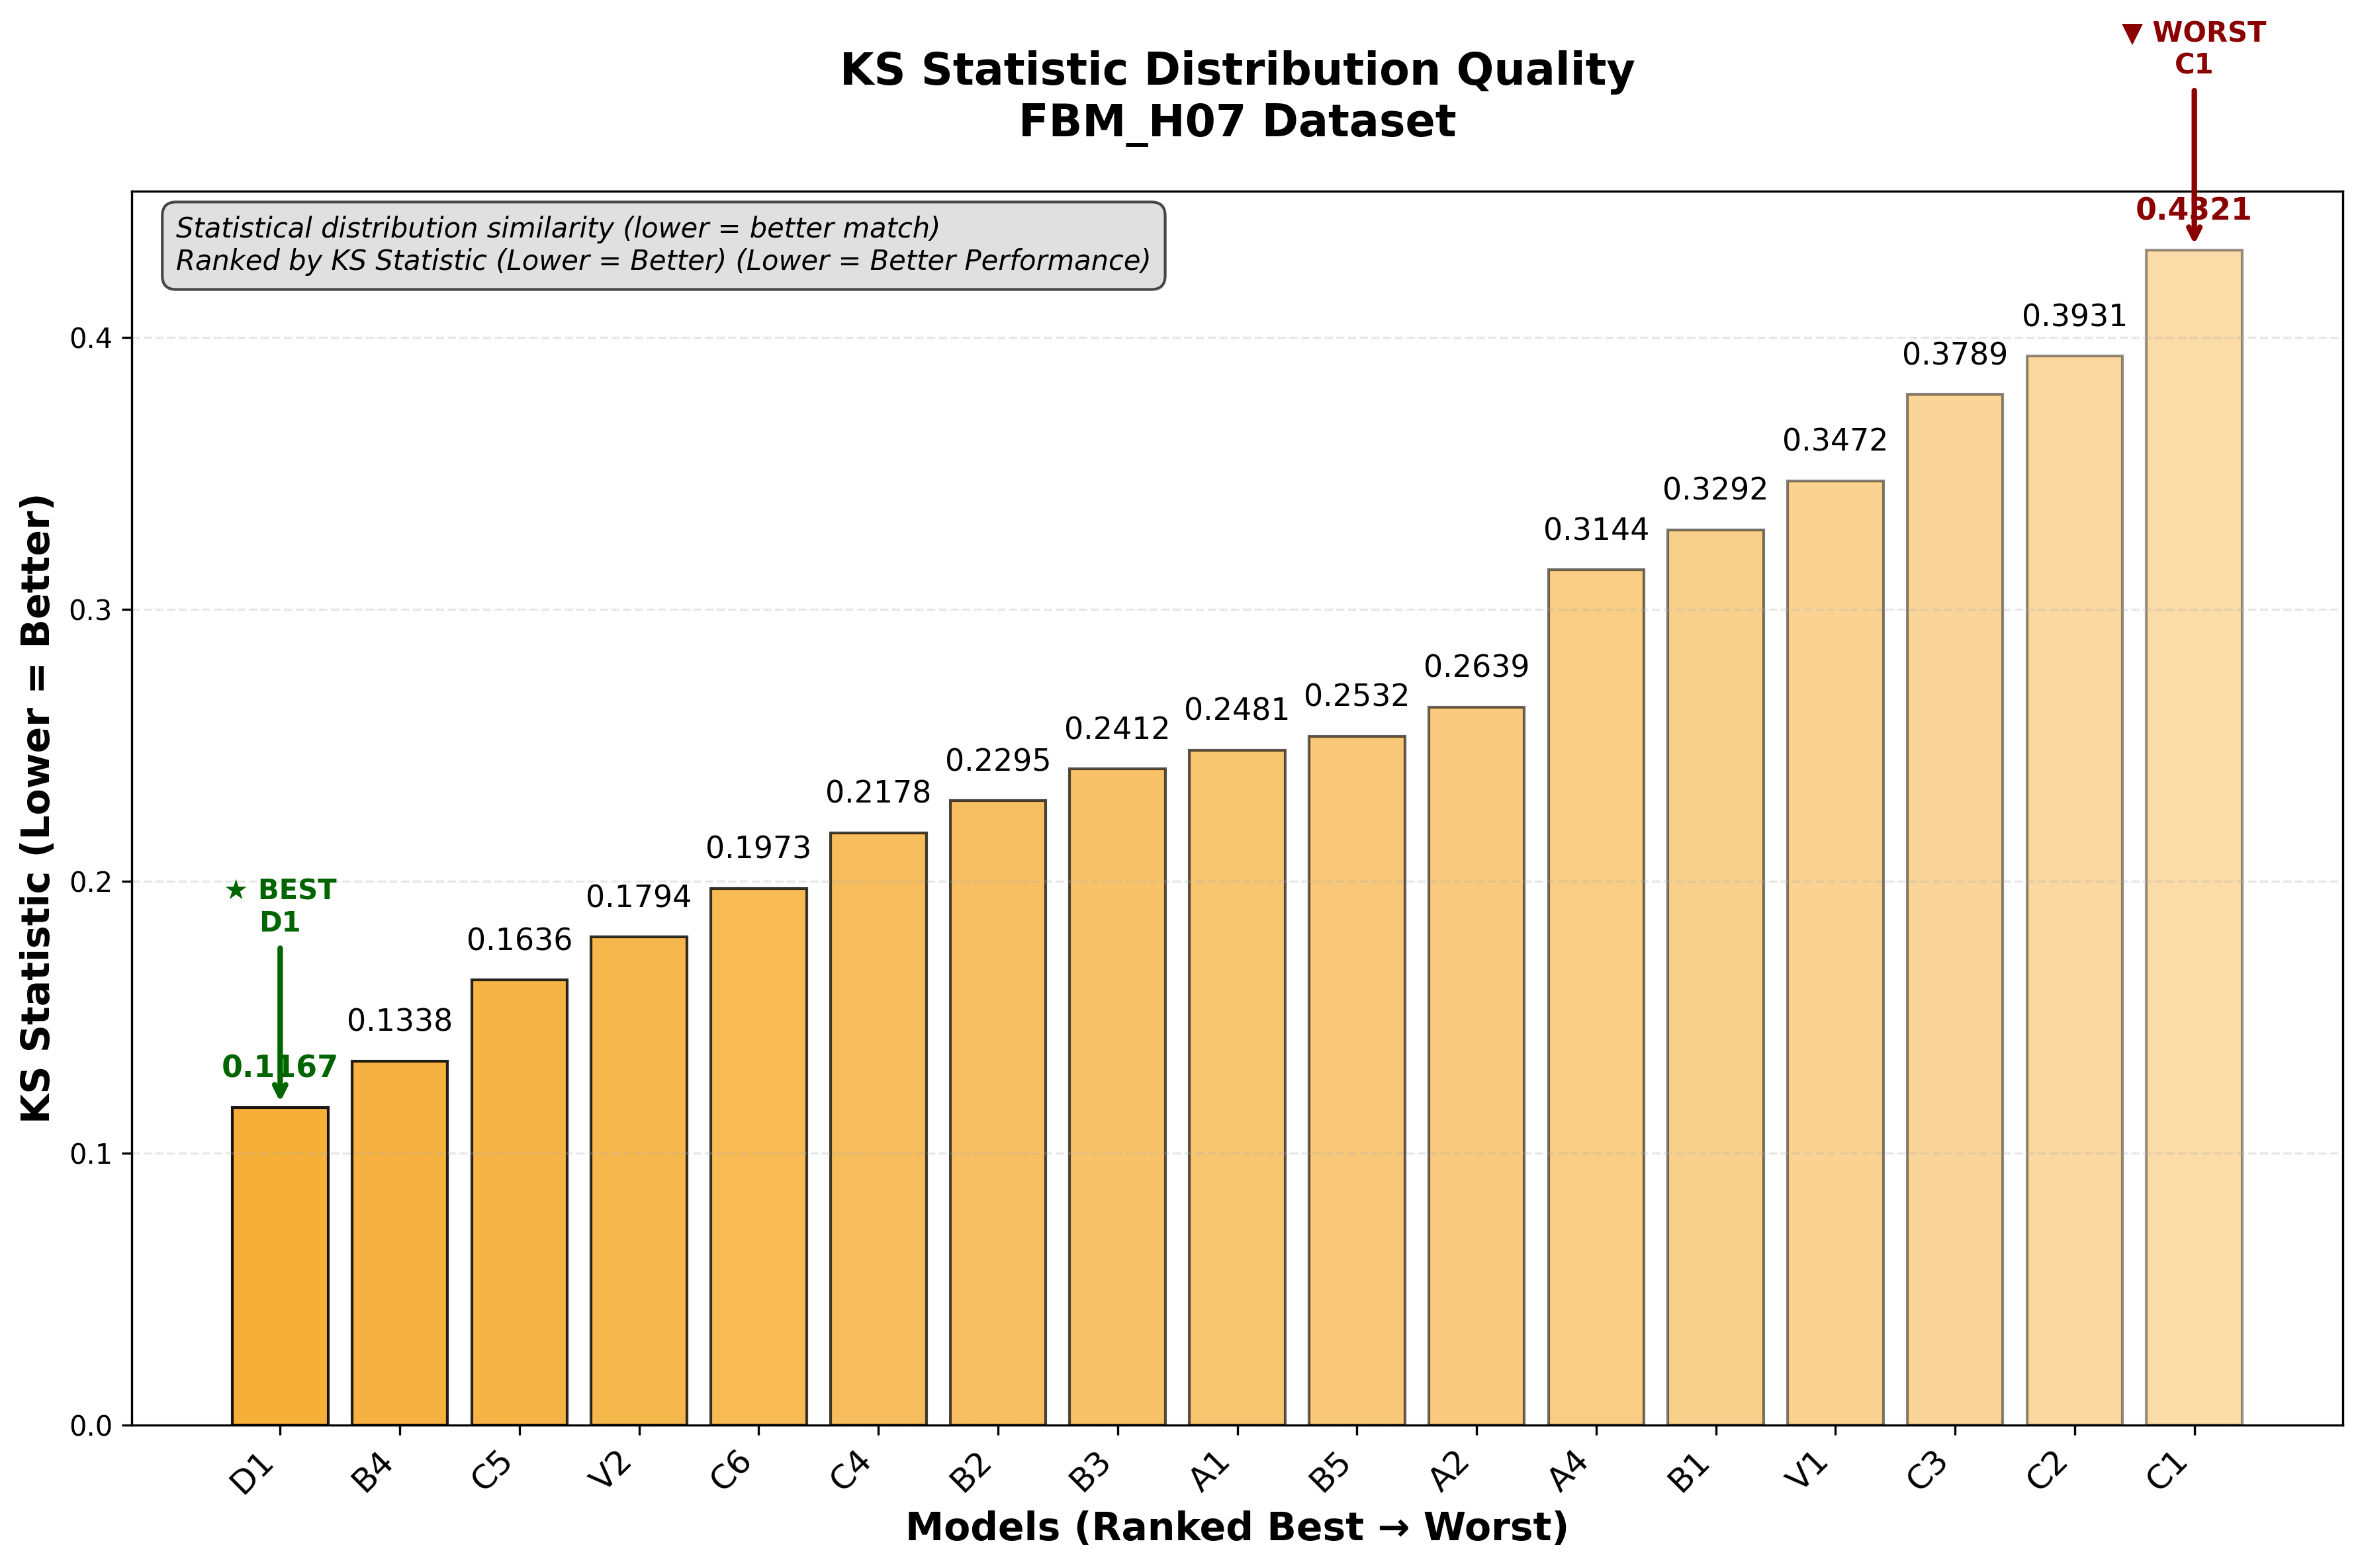 ▼ WORST
C1
KS Statistic Distribution Quality
FBM_H07 Dataset
Statistical distribution similarity (lower = better match)
Ranked by KS Statistic (Lower = Better) (Lower = Better Performance)
KS Statistic (Lower = Better)
0.4
0.3
0.2
0.1
0.0
★ BEST
D1
0.1167
0.1338
0.1636
0.1794
0.1973
0.2178
0.2295
0.2412
0.2481
0.2532
0.2639
0.3144
0.3292
0.3472
0.3789
0.3931
0.4321
D1
B4
C5
V2
C6
C4
B2
B3
A1
B5
A2
A4
B1
V1
C3
C2
C1
Models (Ranked Best → Worst)